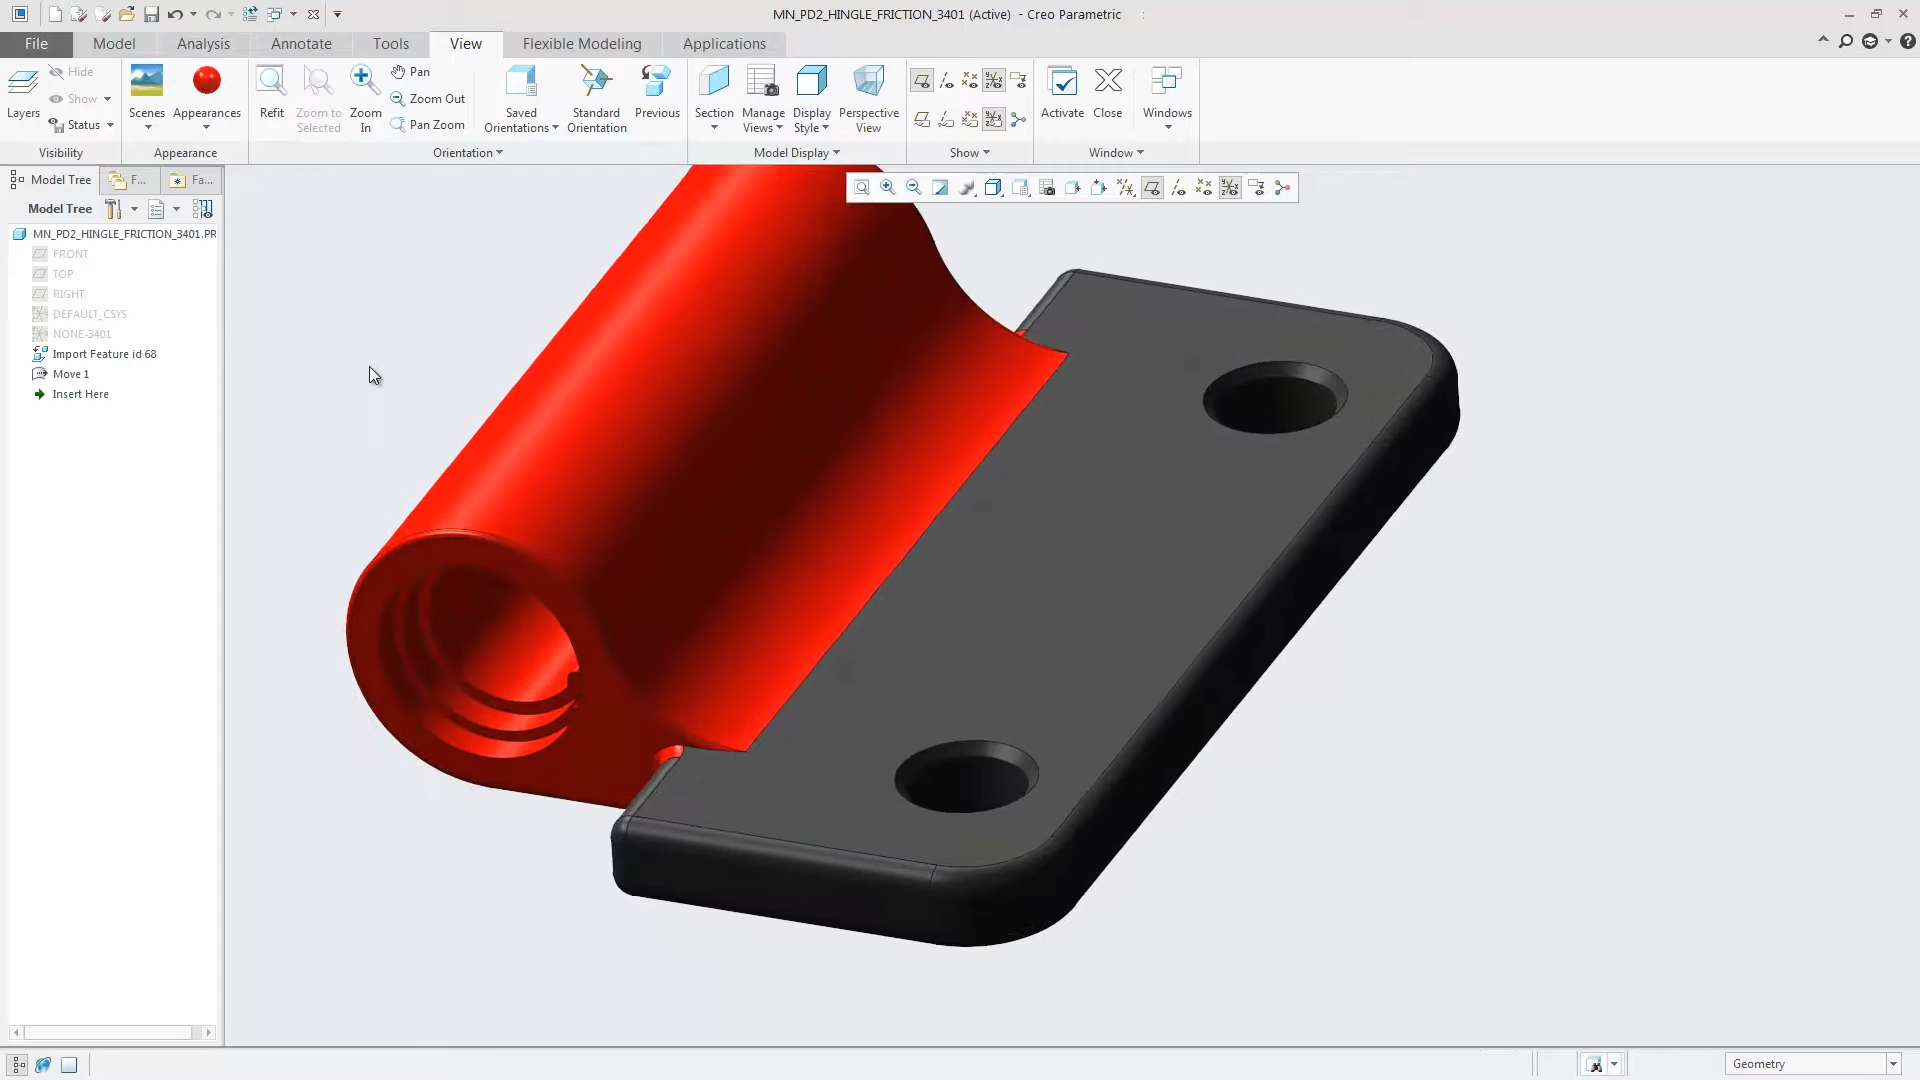 MN_PD2_HINGLE_FRICTION_3401 (Active) - Creo Parametric
File Model Analysis Annotate Tools View Flexible Modeling Applications
Layers
Hide
Show
Status
Visibility
Scenes
Appearances
Appearance
Refit
Zoom to Selected
Zoom In
Pan
Zoom Out
Pan Zoom
Saved Orientations
Standard Orientation
Previous
Orientation
Section
Manage Views
Display Style
Perspective View
Model Display
Show
Activate
Close
Windows
Window
Model Tree F... Fa...
Model Tree
MN_PD2_HINGLE_FRICTION_3401.PR
FRONT
TOP
RIGHT
DEFAULT_CSYS
NONE-3401
Import Feature id 68
Move 1
Insert Here
Geometry